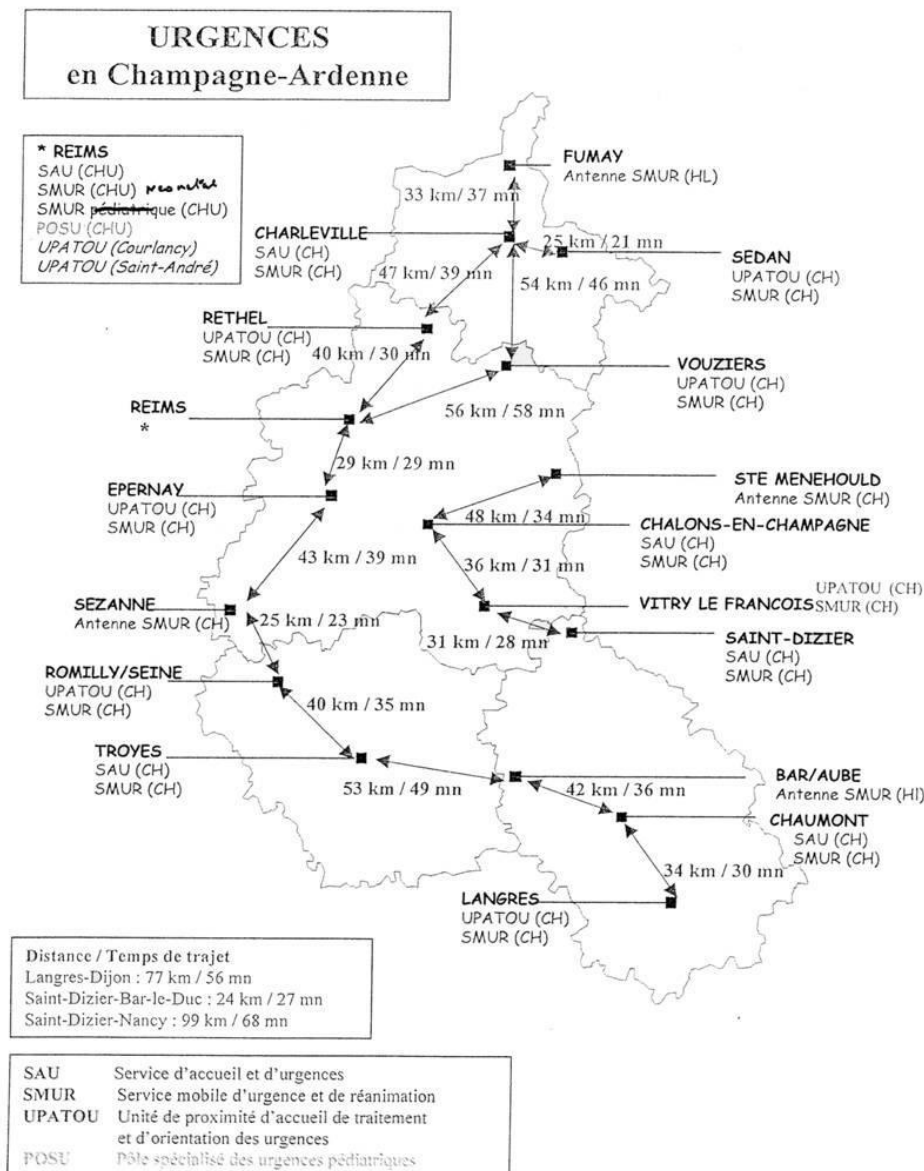 URGENCES
en Champagne-Ardenne
* REIMS
SAU (CHU)
SMUR (CHU) neonatal
SMUR pédiatrique (CHU)
POSU (CHU)
UPATOU (Courlancy)
UPATOU (Saint-André)
FUMAY
Antenne SMUR (HL)
33 km/ 37 mn
CHARLEVILLE
SAU (CH)
SMUR (CH)
25 km / 21 mn
SEDAN
UPATOU (CH)
SMUR (CH)
47 km/ 39 mn
54 km / 46 mn
RETHEL
UPATOU (CH)
SMUR (CH)
40 km / 30 mn
VOUZIERS
UPATOU (CH)
SMUR (CH)
REIMS
*
56 km / 58 mn
29 km / 29 mn
EPERNAY
UPATOU (CH)
SMUR (CH)
STE MENEHOULD
Antenne SMUR (CH)
48 km / 34 mn
CHALONS-EN-CHAMPAGNE
SAU (CH)
SMUR (CH)
43 km / 39 mn
36 km / 31 mn
SEZANNE
Antenne SMUR (CH)
25 km / 23 mn
VITRY LE FRANCOIS
UPATOU (CH)
SMUR (CH)
31 km / 28 mn
SAINT-DIZIER
SAU (CH)
SMUR (CH)
ROMILLY/SEINE
UPATOU (CH)
SMUR (CH)
40 km / 35 mn
TROYES
SAU (CH)
SMUR (CH)
53 km / 49 mn
BAR/AUBE
Antenne SMUR (Hl)
42 km / 36 mn
CHAUMONT
SAU (CH)
SMUR (CH)
34 km / 30 mn
LANGRES
UPATOU (CH)
SMUR (CH)
Distance / Temps de trajet
Langres-Dijon : 77 km / 56 mn
Saint-Dizier-Bar-le-Duc : 24 km / 27 mn
Saint-Dizier-Nancy : 99 km / 68 mn
SAU Service d'accueil et d'urgences
SMUR Service mobile d'urgence et de réanimation
UPATOU Unité de proximité d'accueil de traitement
et d'orientation des urgences
POSU Pôle spécialisé des urgences pédiatriques